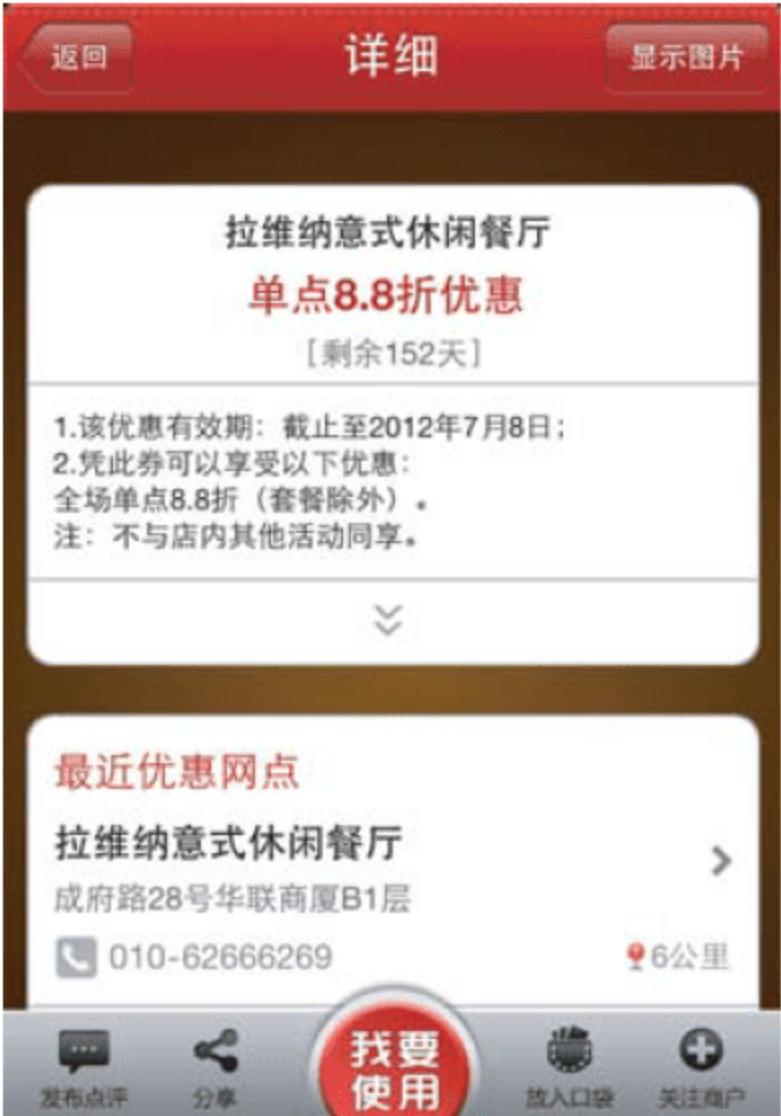 返回
详细
显示图片
拉维纳意式休闲餐厅
单点8.8折优惠
[剩余152天]
1.该优惠有效期：截止至2012年7月8日；
2.凭此券可以享受以下优惠：
全场单点8.8折（套餐除外）。
注：不与店内其他活动同享。
最近优惠网点
拉维纳意式休闲餐厅
成府路28号华联商厦B1层
010-62666269
6公里
我要
使用
发布点评
分享
放入口袋
关注商户